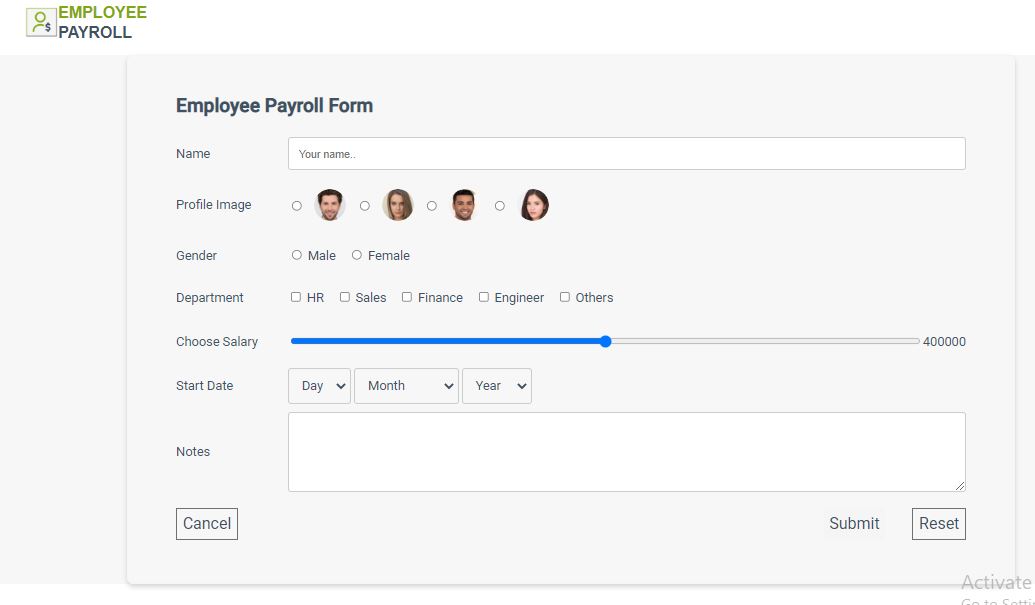 EMPLOYEE
PAYROLL
Employee Payroll Form
Name Your name..
Profile Image
Gender Male Female
Department HR Sales Finance Engineer Others
Choose Salary 400000
Start Date Day Month Year
Notes
Cancel Submit Reset
Activate
Go to Setti